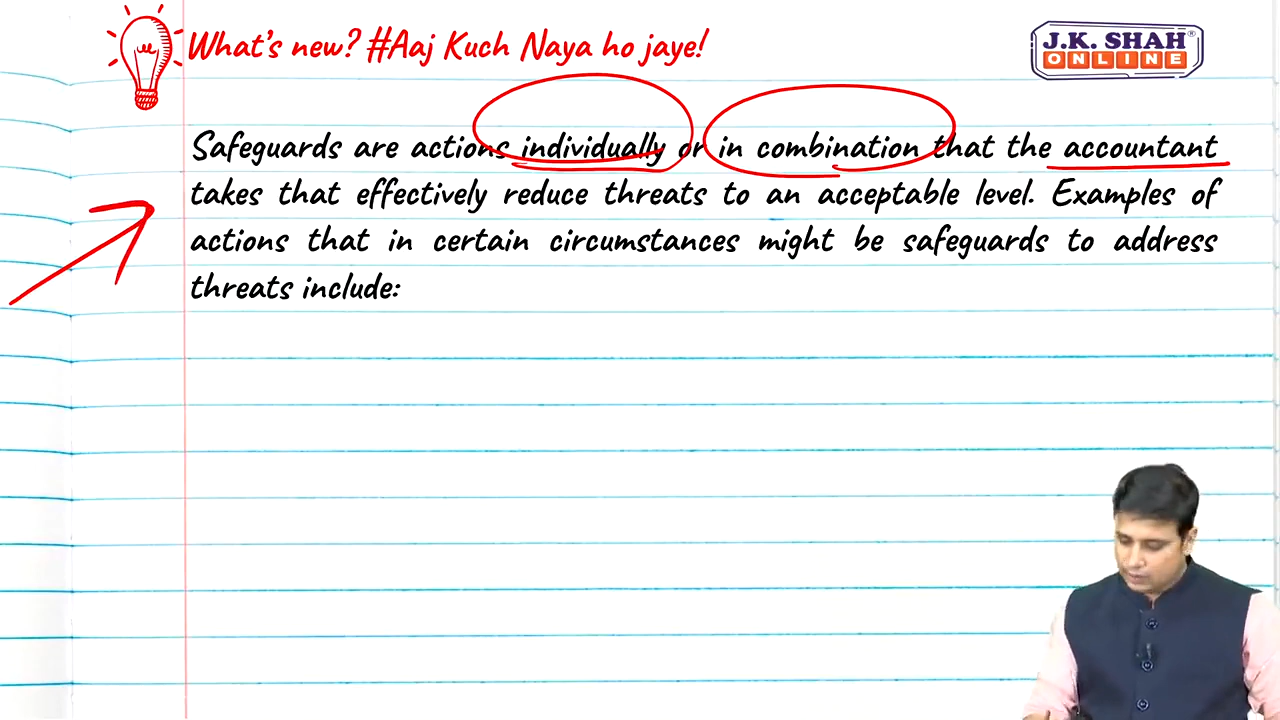 What's new? #Aaj Kuch Naya ho jaye!
J.K. SHAH®
ONLINE
Safeguards are actions individually or in combination that the accountant
takes that effectively reduce threats to an acceptable level. Examples of
actions that in certain circumstances might be safeguards to address
threats include: